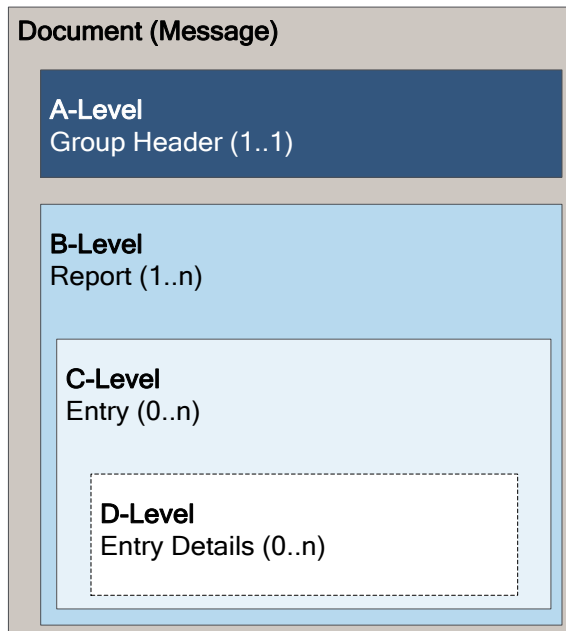 Document (Message)
A-Level
Group Header (1..1)
B-Level
Report (1..n)
C-Level
Entry (0..n)
D-Level
Entry Details (0..n)